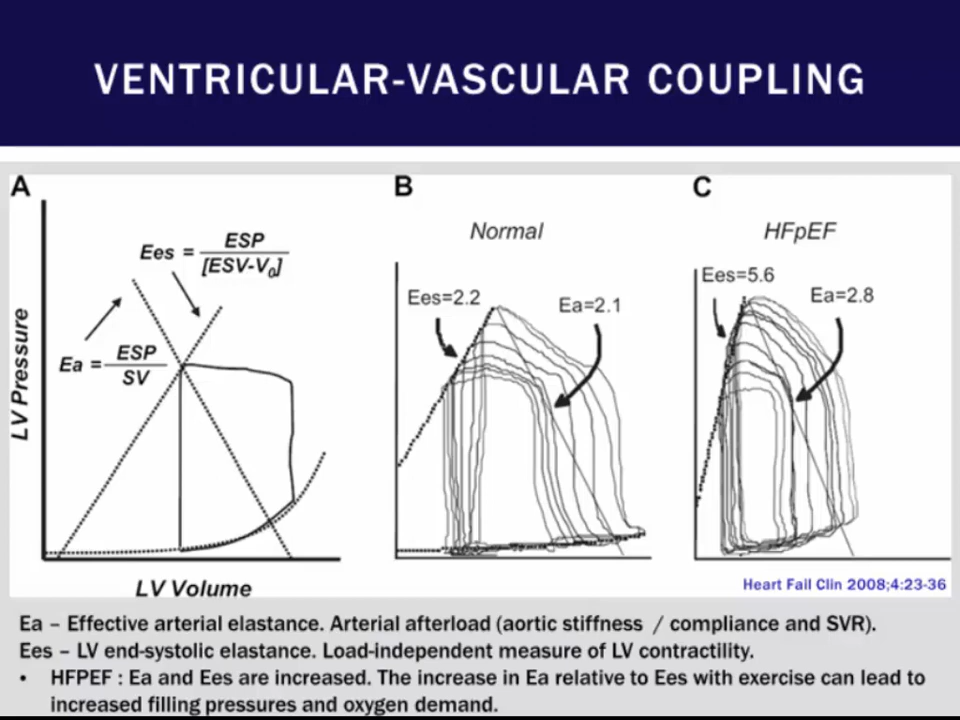 VENTRICULAR-VASCULAR COUPLING
A
Ees = ESP
[ESV-V0]
Ea = ESP
SV
LV Pressure
LV Volume
B
Normal
Ees=2.2
Ea=2.1
C
HFpEF
Ees=5.6
Ea=2.8
Heart Fail Clin 2008;4:23-36
Ea – Effective arterial elastance. Arterial afterload (aortic stiffness / compliance and SVR).
Ees – LV end-systolic elastance. Load-independent measure of LV contractility.
• HFPEF : Ea and Ees are increased. The increase in Ea relative to Ees with exercise can lead to
increased filling pressures and oxygen demand.